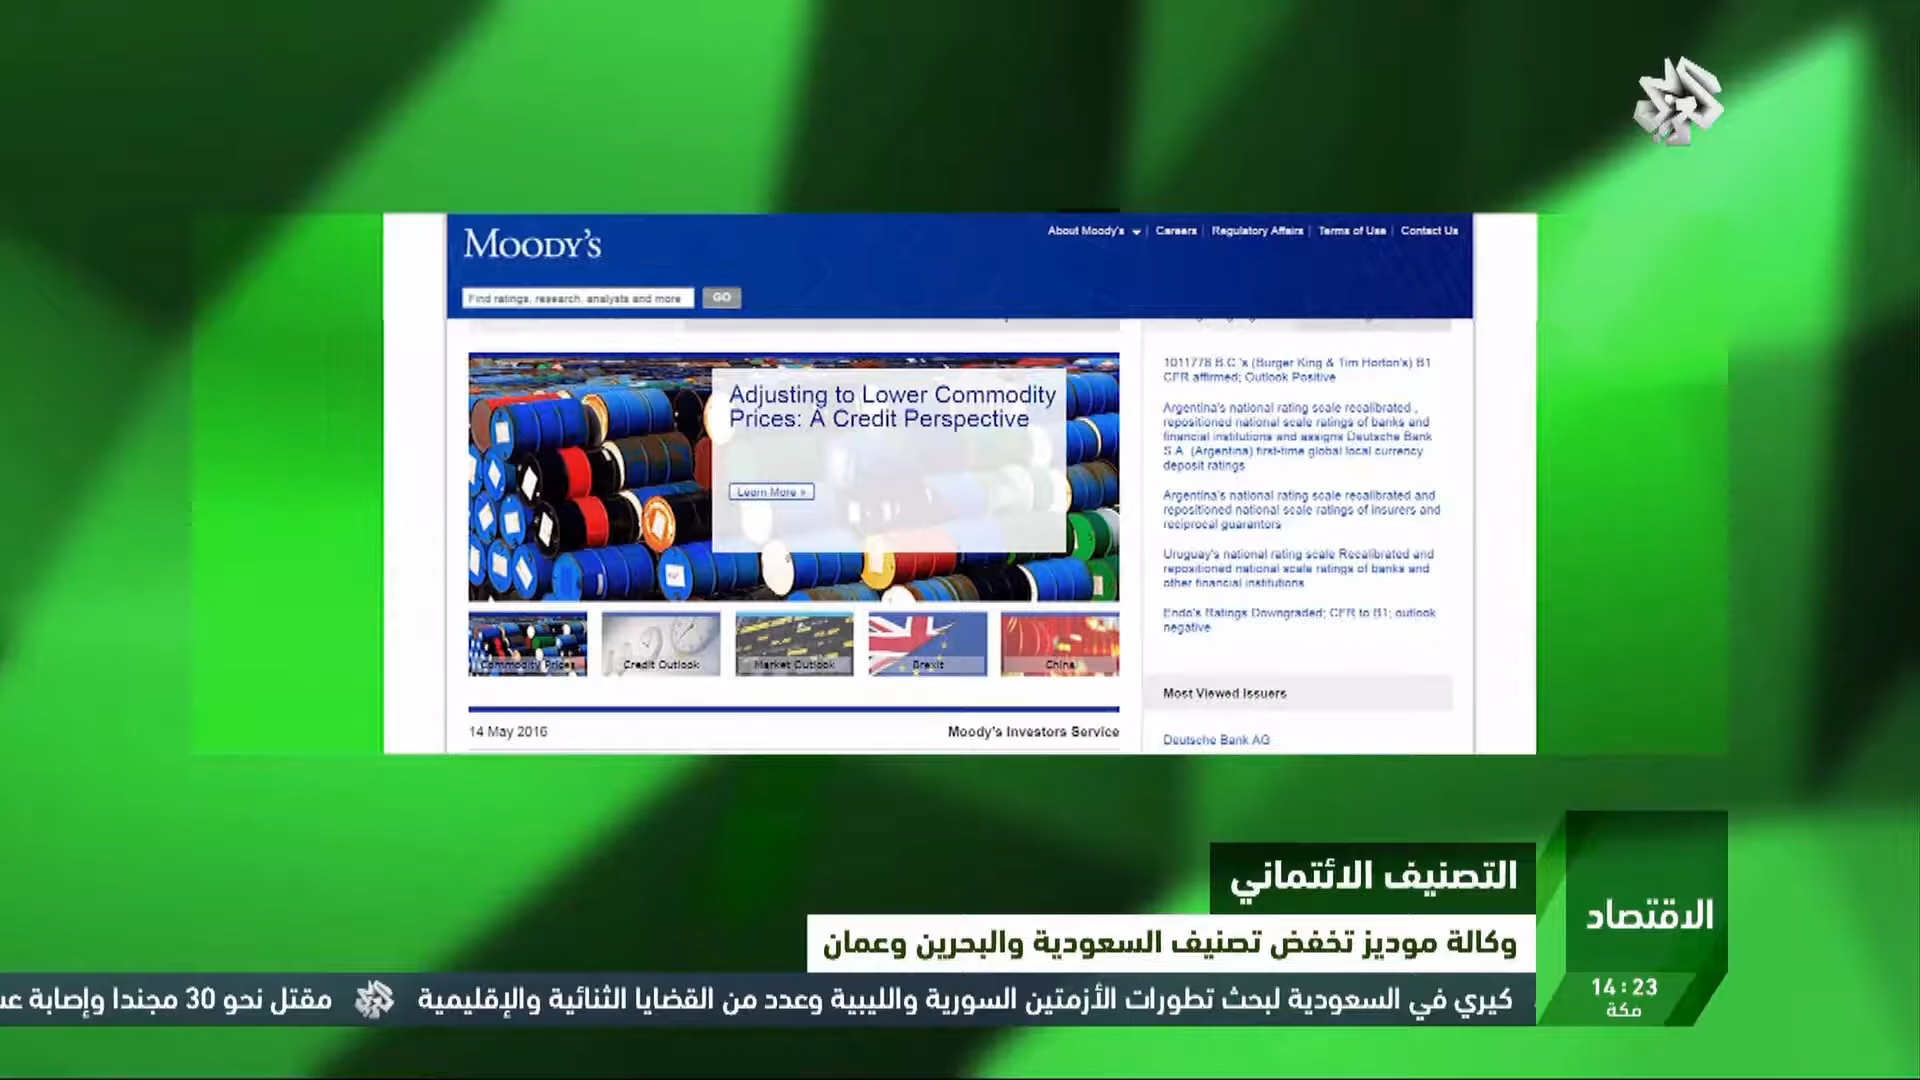 MOODY'S
About Moody's | Careers | Regulatory Affairs | Terms of Use | Contact Us
Find ratings, research, analysts and more GO
Adjusting to Lower Commodity
Prices: A Credit Perspective
Learn More »
Commodity Prices
Credit Outlook
Market Outlook
Brexit
China
14 May 2016
Moody's Investors Service
1011778 B.C.'s (Burger King & Tim Horton's) B1
CFR affirmed; Outlook Positive
Argentina's national rating scale recalibrated ,
repositioned national scale ratings of banks and
financial institutions and assigns Deutsche Bank
S.A. (Argentina) first-time global local currency
deposit ratings
Argentina's national rating scale recalibrated and
repositioned national scale ratings of insurers and
reciprocal guarantors
Uruguay's national rating scale Recalibrated and
repositioned national scale ratings of banks and
other financial institutions
Endo's Ratings Downgraded; CFR to B1; outlook
negative
Most Viewed Issuers
Deutsche Bank AG
التصنيف الائتماني
وكالة موديز تخفض تصنيف السعودية والبحرين وعمان
الاقتصاد
14:23
مكة
كيري في السعودية لبحث تطورات الأزمتين السورية والليبية وعدد من القضايا الثنائية والإقليمية
مقتل نحو 30 مجندا وإصابة